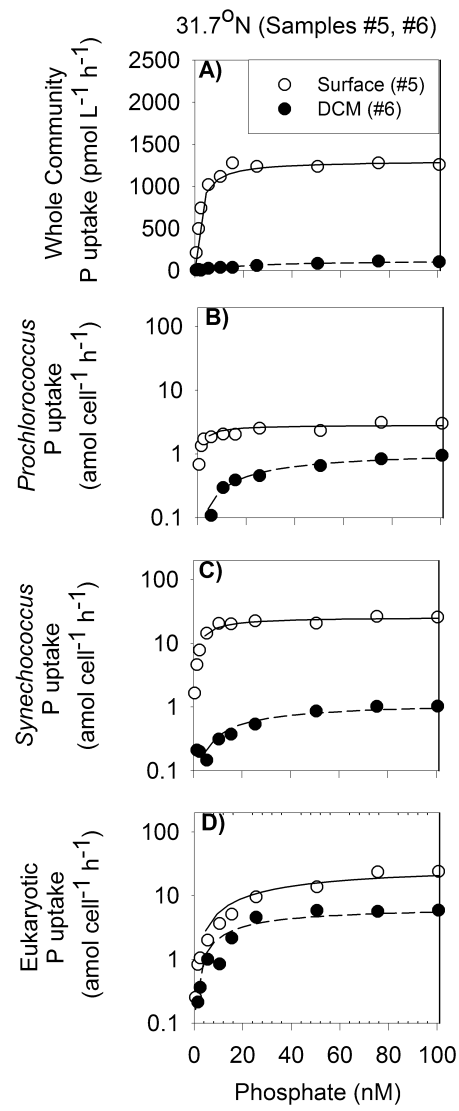 31.7°N (Samples #5, #6)
A)
Surface (#5)
DCM (#6)
Whole Community
P uptake (pmol L⁻¹ h⁻¹)
2500
2000
1500
1000
500
0
B)
Prochlorococcus
P uptake
(amol cell⁻¹ h⁻¹)
100
10
1
0.1
C)
Synechococcus
P uptake
(amol cell⁻¹ h⁻¹)
100
10
1
0.1
D)
Eukaryotic
P uptake
(amol cell⁻¹ h⁻¹)
100
10
1
0.1
0 20 40 60 80 100
Phosphate (nM)